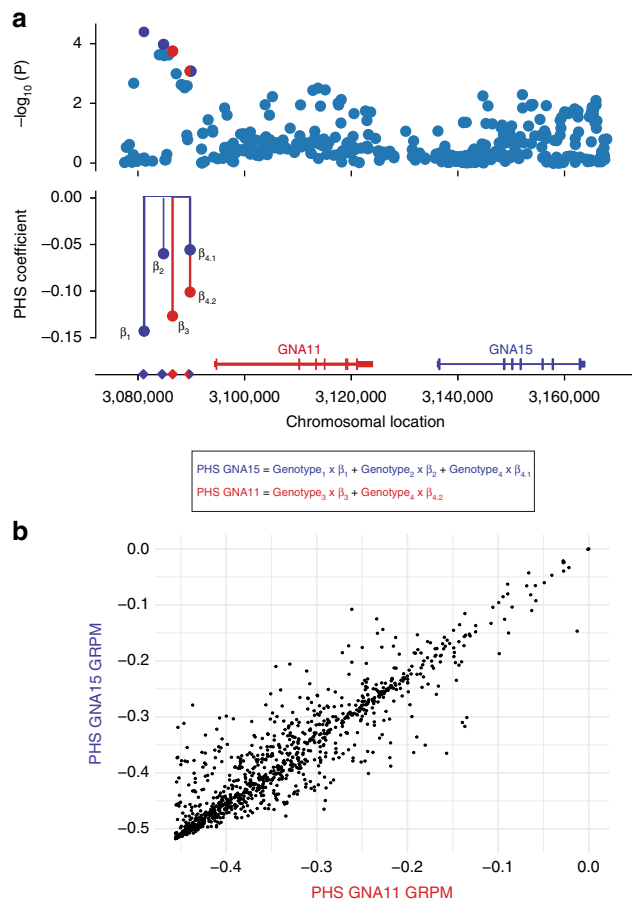 a
−log₁₀ (P)
4
2
0
PHS coefficient
0.00
−0.05
−0.10
−0.15
β₁
β₂
β₃
β₄.₁
β₄.₂
GNA11
GNA15
3,080,000 3,100,000 3,120,000 3,140,000 3,160,000
Chromosomal location
PHS GNA15 = Genotype₁ x β₁ + Genotype₂ x β₂ + Genotype₄ x β₄.₁
PHS GNA11 = Genotype₃ x β₃ + Genotype₄ x β₄.₂
b
PHS GNA15 GRPM
0.0
−0.1
−0.2
−0.3
−0.4
−0.5
−0.4 −0.3 −0.2 −0.1 0.0
PHS GNA11 GRPM